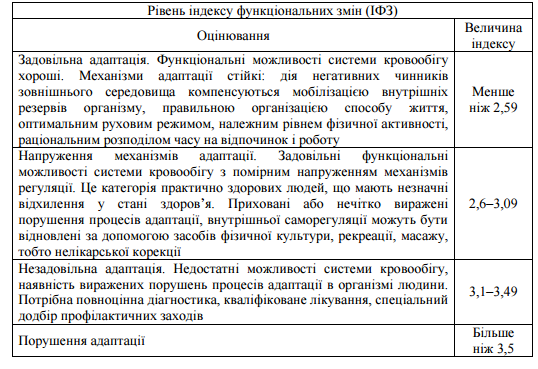 Рівень індексу функціональних змін (ІФЗ)
Оцінювання
Величина
індексу
Задовільна адаптація. Функціональні можливості системи кровообігу
хороші. Механізми адаптації стійкі: дія негативних чинників
зовнішнього середовища компенсуються мобілізацією внутрішніх
резервів організму, правильною організацією способу життя,
оптимальним руховим режимом, належним рівнем фізичної активності,
раціональним розподілом часу на відпочинок і роботу
Менше
ніж 2,59
Напруження механізмів адаптації. Задовільні функціональні
можливості системи кровообігу з помірним напруженням механізмів
регуляції. Це категорія практично здорових людей, що мають незначні
відхилення у стані здоров’я. Приховані або нечітко виражені
порушення процесів адаптації, внутрішньої саморегуляції можуть бути
відновлені за допомогою засобів фізичної культури, рекреації, масажу,
тобто нелікарської корекції
2,6–3,09
Незадовільна адаптація. Недостатні можливості системи кровообігу,
наявність виражених порушень процесів адаптації в організмі людини.
Потрібна повноцінна діагностика, кваліфіковане лікування, спеціальний
додбір профілактичних заходів
3,1–3,49
Порушення адаптації
Більше
ніж 3,5